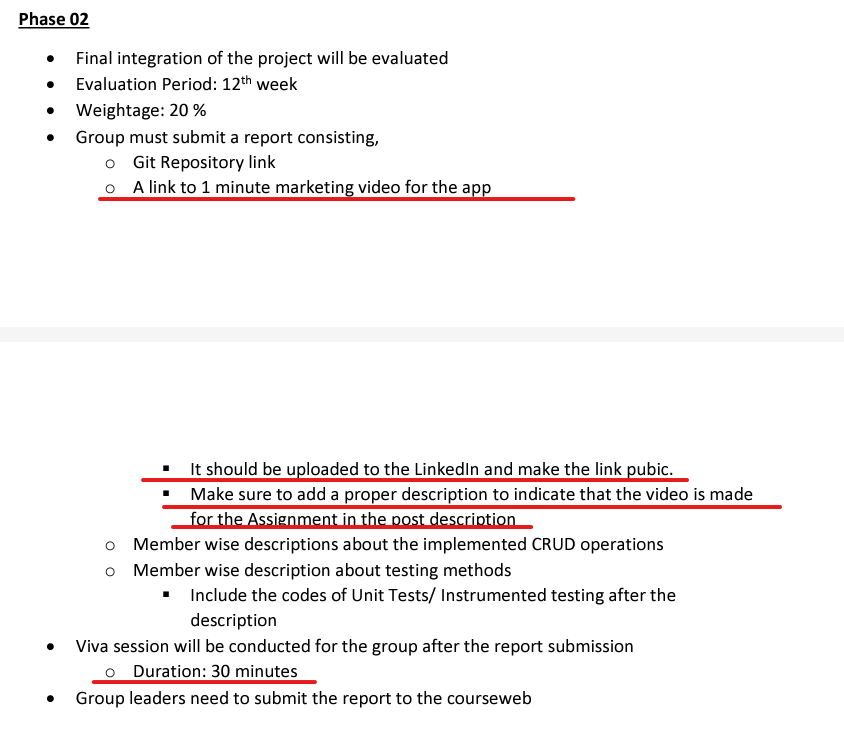 Phase 02
• Final integration of the project will be evaluated
• Evaluation Period: 12th week
• Weightage: 20 %
• Group must submit a report consisting,
o Git Repository link
o A link to 1 minute marketing video for the app
▪ It should be uploaded to the LinkedIn and make the link pubic.
▪ Make sure to add a proper description to indicate that the video is made
for the Assignment in the post description
o Member wise descriptions about the implemented CRUD operations
o Member wise description about testing methods
▪ Include the codes of Unit Tests/ Instrumented testing after the
description
• Viva session will be conducted for the group after the report submission
o Duration: 30 minutes
• Group leaders need to submit the report to the courseweb